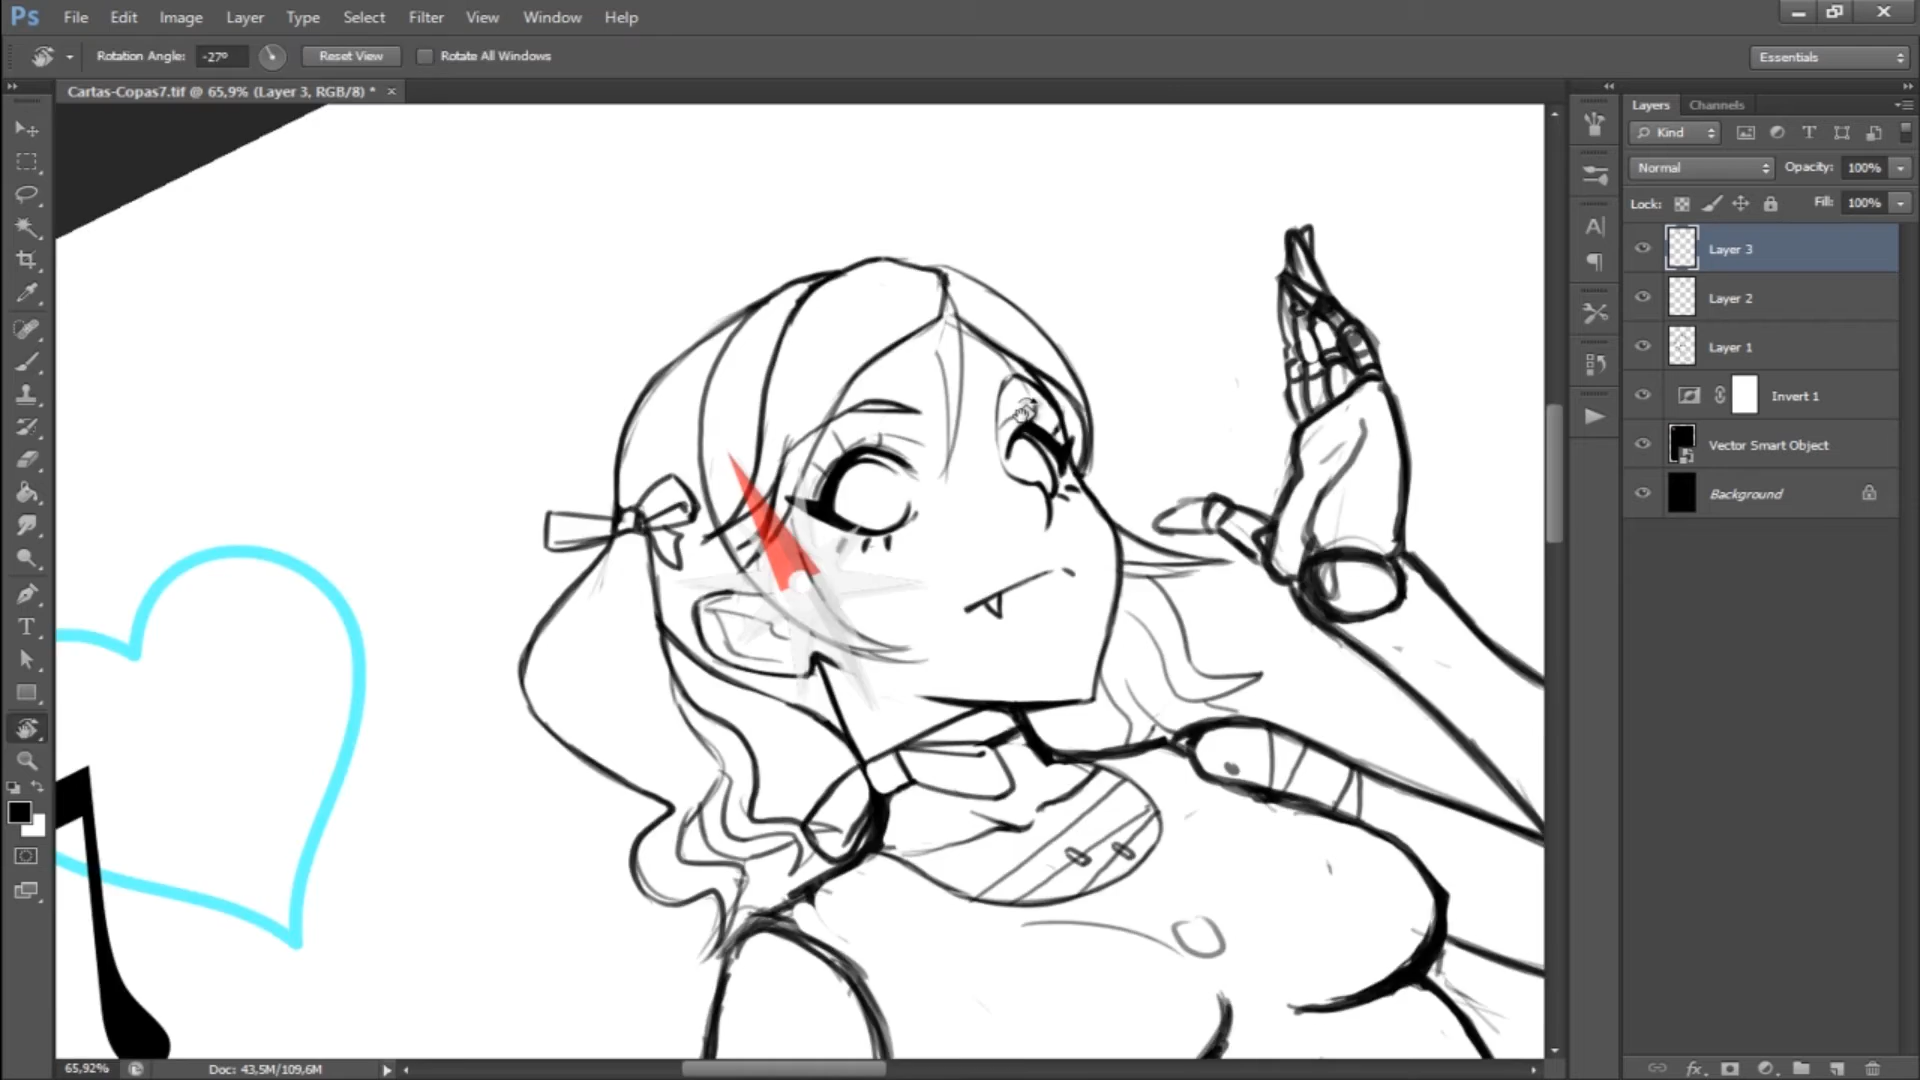 Ps File Edit Image Layer Type Select Filter View Window Help
Rotation Angle: -27º Reset View Rotate All Windows Essentials
Cartas-Copas7.tif @ 65,9% (Layer 3, RGB/8) * ×
Layers Channels
Kind
Normal Opacity: 100%
Lock: Fill: 100%
Layer 3
Layer 2
Layer 1
Invert 1
Vector Smart Object
Background
65,92% Doc: 43,5M/109,6M